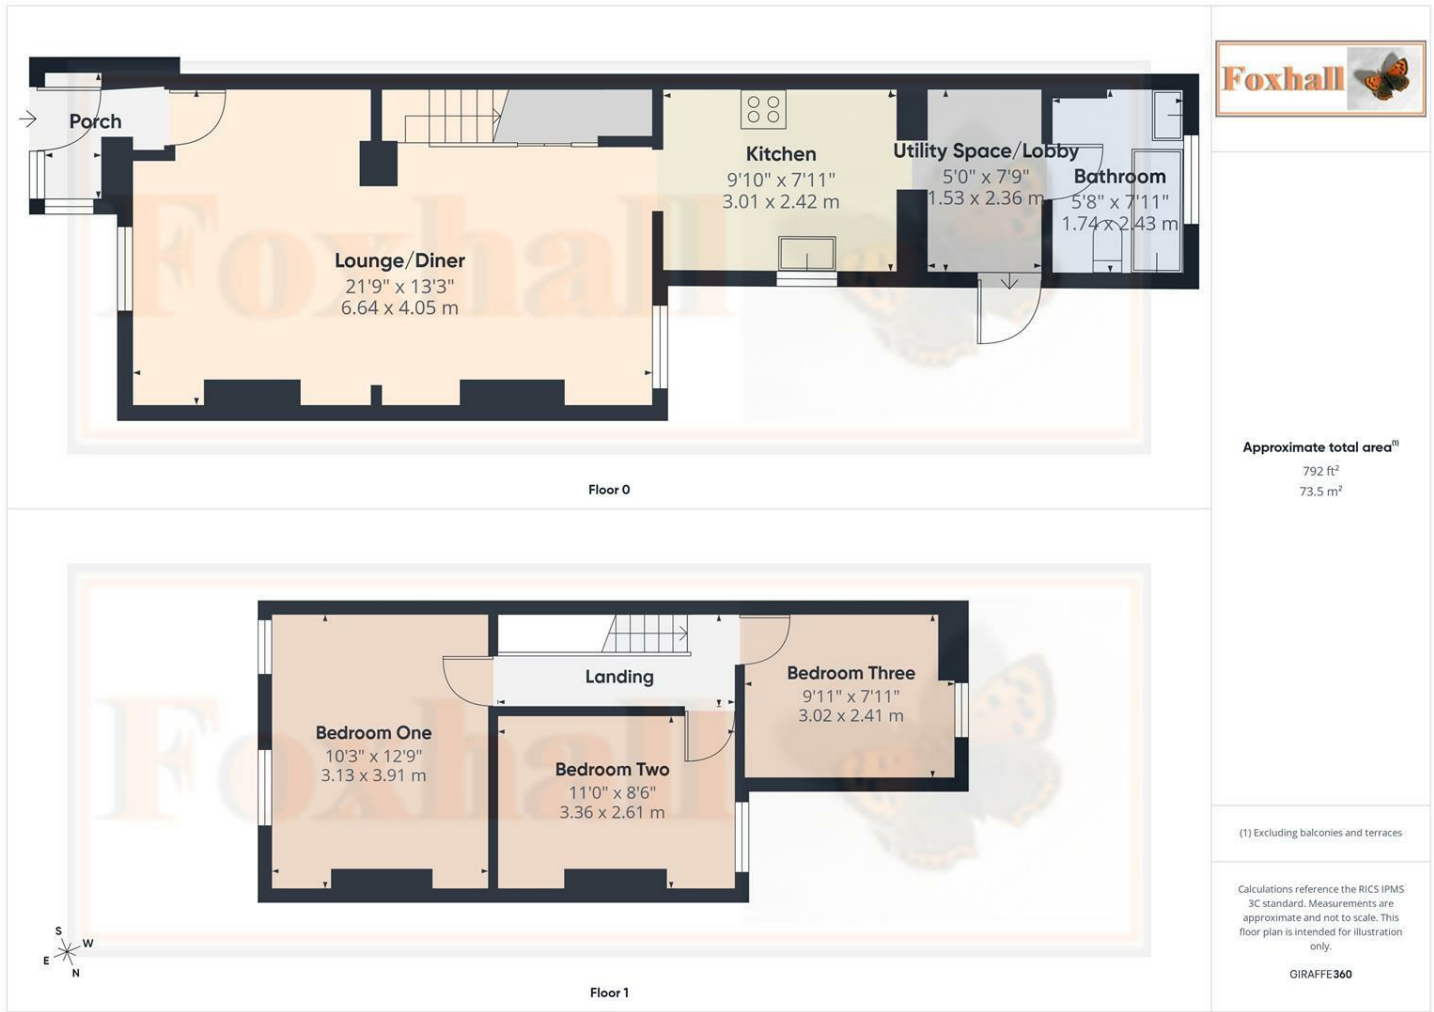 Porch
Lounge/Diner
21'9" x 13'3"
6.64 x 4.05 m
Kitchen
9'10" x 7'11"
3.01 x 2.42 m
Utility Space/Lobby
5'0" x 7'9"
1.53 x 2.36 m
Bathroom
5'8" x 7'11"
1.74 x 2.43 m
Foxhall
Floor 0
Foxhall
Approximate total area(1)
792 ft²
73.5 m²
Landing
Bedroom One
10'3" x 12'9"
3.13 x 3.91 m
Bedroom Two
11'0" x 8'6"
3.36 x 2.61 m
Bedroom Three
9'11" x 7'11"
3.02 x 2.41 m
Foxhall
S
W
E
N
Floor 1
(1) Excluding balconies and terraces
Calculations reference the RICS IPMS
3C standard. Measurements are
approximate and not to scale. This
floor plan is intended for illustration
only.
GIRAFFE360